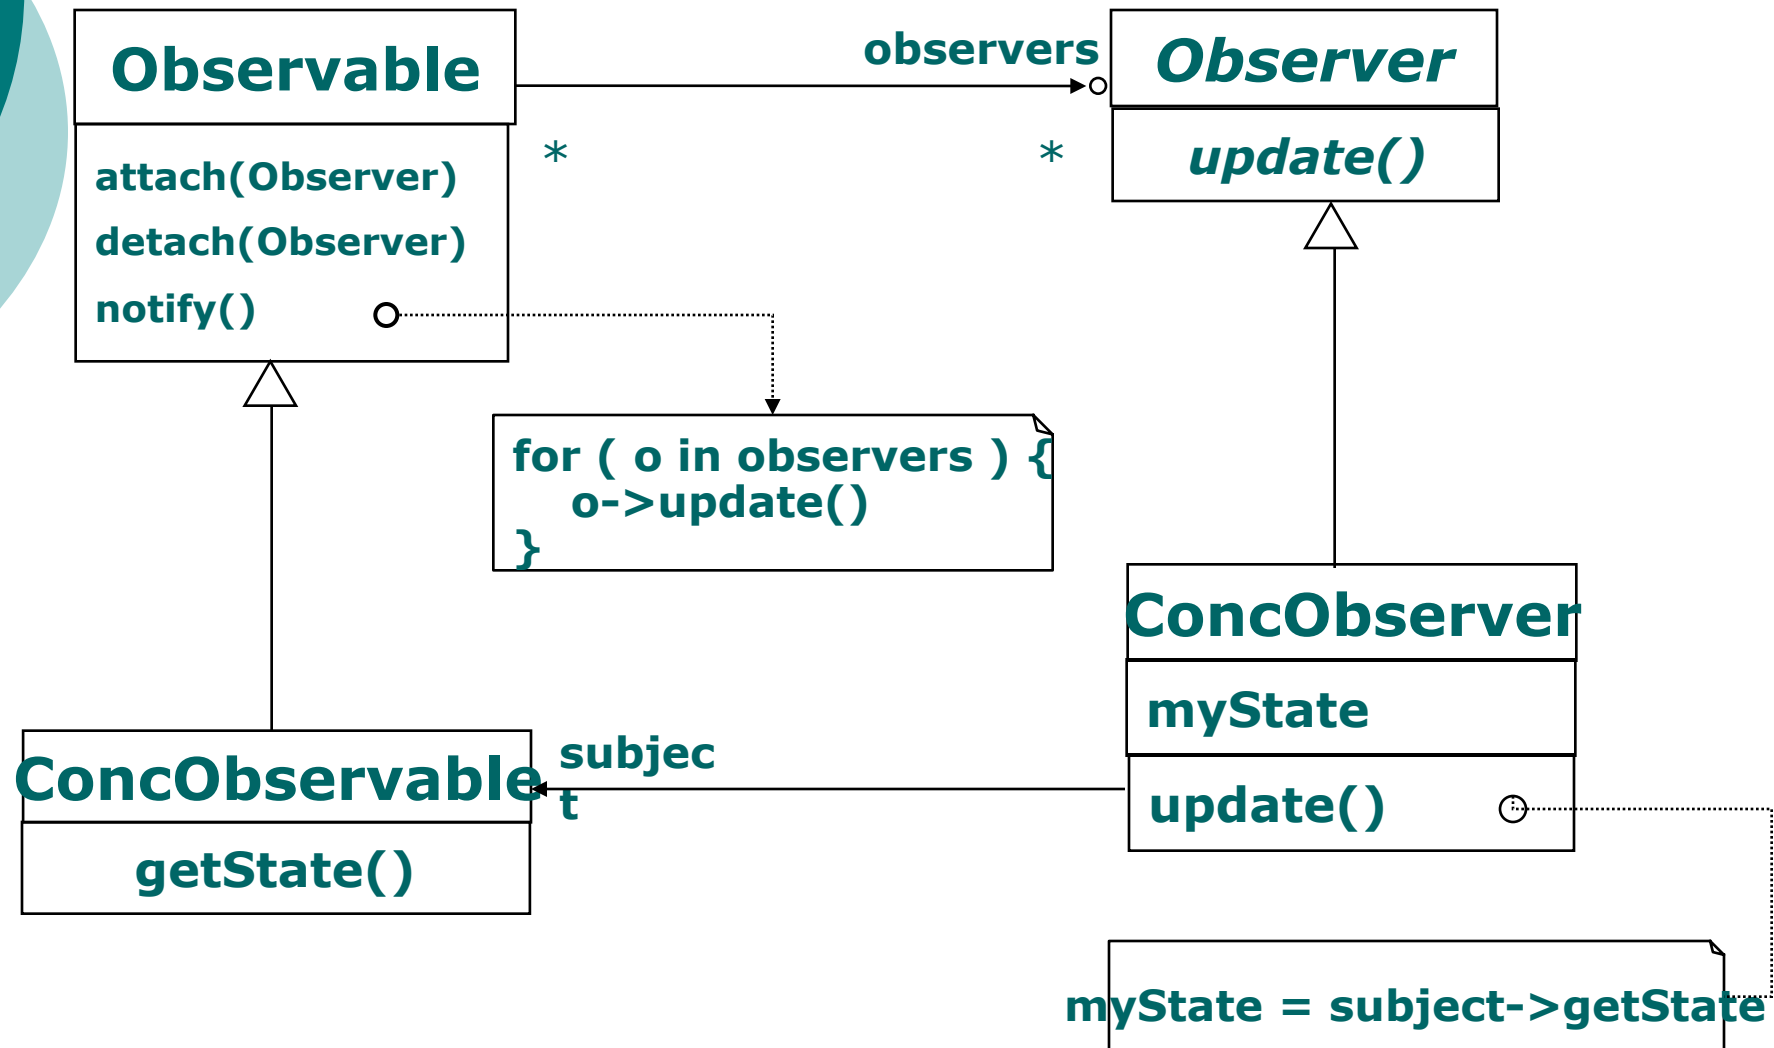 Observable
attach(Observer)
detach(Observer)
notify()
observers
*
*
Observer
update()
for ( o in observers ) {
o->update()
}
ConcObserver
myState
update()
ConcObservable
getState()
subjec
t
myState = subject->getState